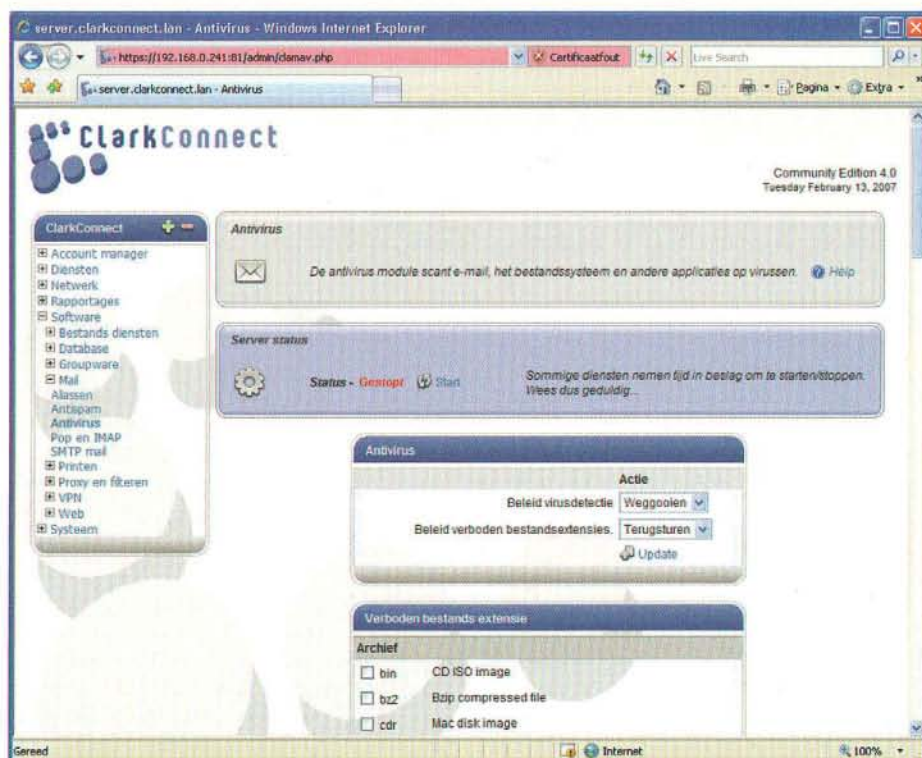 server.clarkconnect.lan - Antivirus - Windows Internet Explorer
https://192.168.0.241:81/admin/clamav.php
Certificaatfout
Live Search
server.clarkconnect.lan - Antivirus
Pagina
Extra
ClarkConnect
Community Edition 4.0
Tuesday February 13, 2007
ClarkConnect
Account manager
Diensten
Netwerk
Rapportages
Software
Bestands diensten
Database
Groupware
Mail
Aliassen
Antispam
Antivirus
Pop en IMAP
SMTP mail
Printen
Proxy en filteren
VPN
Web
Systeem
Antivirus
De antivirus module scant e-mail, het bestandssysteem en andere applicaties op virussen. Help
Server status
Status - Gestopt Start
Sommige diensten nemen tijd in beslag om te starten/stoppen.
Wees dus geduldig...
Antivirus
Actie
Beleid virusdetectie Weggooien
Beleid verboden bestandsextensies. Terugsturen
Update
Verboden bestands extensie
Archief
bin CD ISO image
bz2 Bzip compressed file
cdr Mac disk image
Gereed
Internet
100%